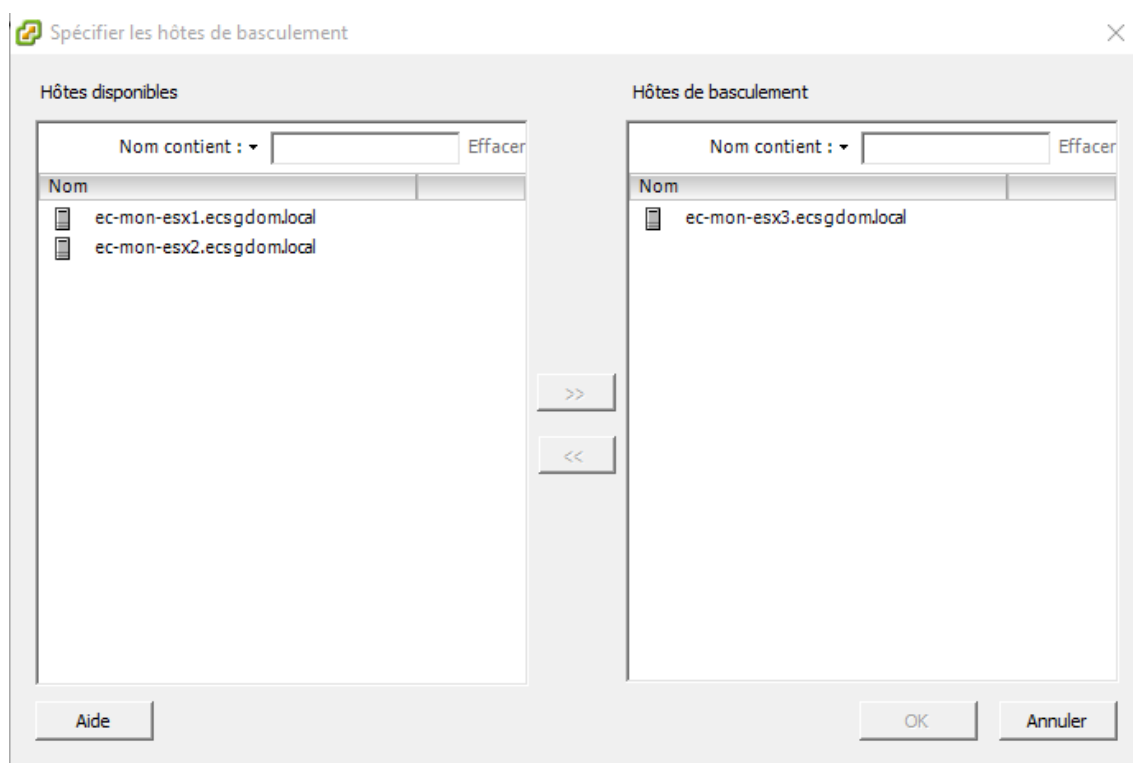 Spécifier les hôtes de basculement
Hôtes disponibles
Nom contient :
Effacer
Nom
ec-mon-esx1.ecsgdom.local
ec-mon-esx2.ecsgdom.local
>>
<<
Hôtes de basculement
Nom contient :
Effacer
Nom
ec-mon-esx3.ecsgdom.local
Aide
OK
Annuler